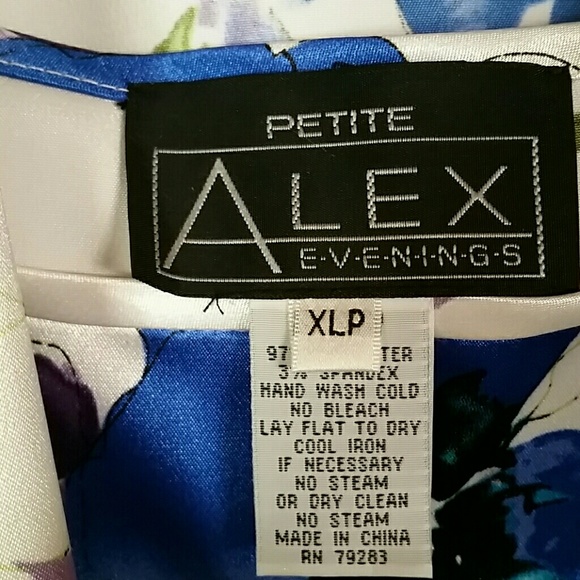 PETITE
ALEX
E-V-E-N-I-N-G-S
XLP
97
3% SPANDEX
HAND WASH COLD
NO BLEACH
LAY FLAT TO DRY
COOL IRON
IF NECESSARY
NO STEAM
OR DRY CLEAN
NO STEAM
MADE IN CHINA
RN 79283